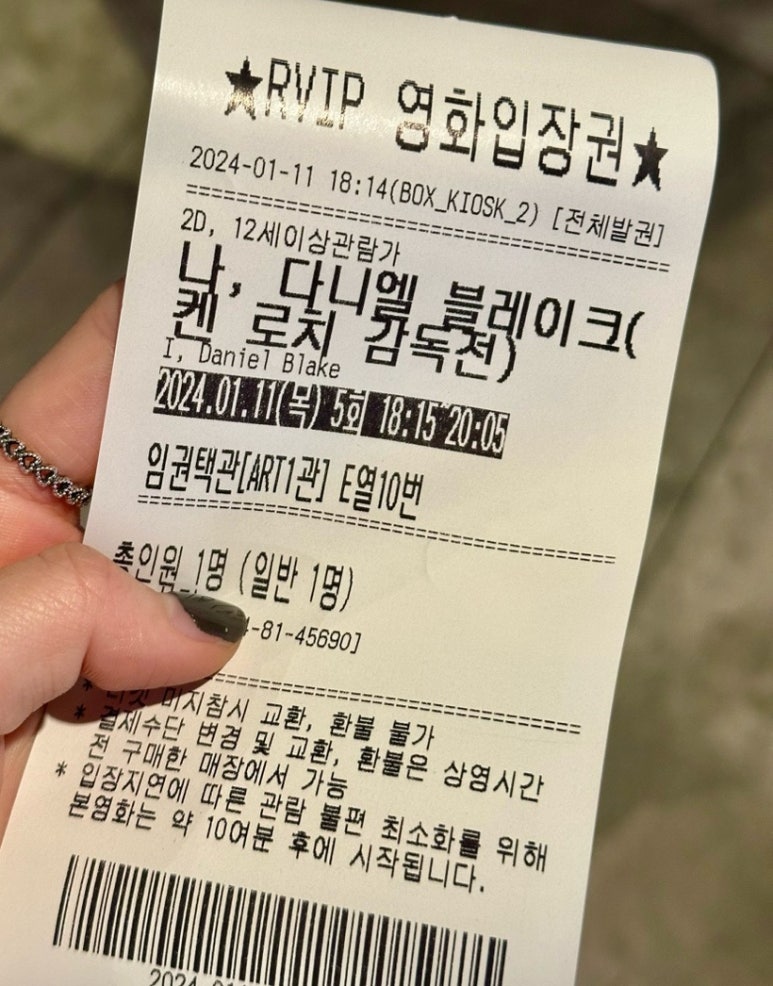 ★RVIP 영화입장권★
2024-01-11 18:14(BOX_KIOSK_2) [전체발권]
2D, 12세이상관람가
나, 다니엘 블레이크(
켄 로치 감독전)
I, Daniel Blake
2024.01.11(목) 5회 18:15~20:05
임권택관[ART1관] E열10번
총인원 1명 (일반 1명)
-81-45690]
* 티켓 미지참시 교환, 환불 불가
* 결제수단 변경 및 교환, 환불은 상영시간
전 구매한 매장에서 가능
* 입장지연에 따른 관람 불편 최소화를 위해
본영화는 약 10여분 후에 시작됩니다.